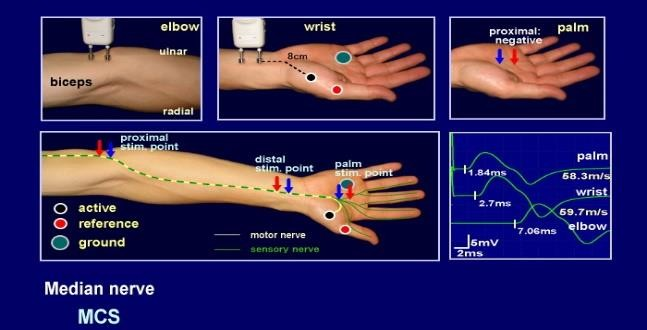 elbow
ulnar
biceps
radial
wrist
8cm
palm
proximal:
negative
proximal
stim. point
distal
stim. point
palm
stim. point
active
reference
ground
motor nerve
sensory nerve
palm
1.84ms
58.3m/s
wrist
2.7ms
59.7m/s
elbow
7.06ms
5mV
2ms
Median nerve
MCS